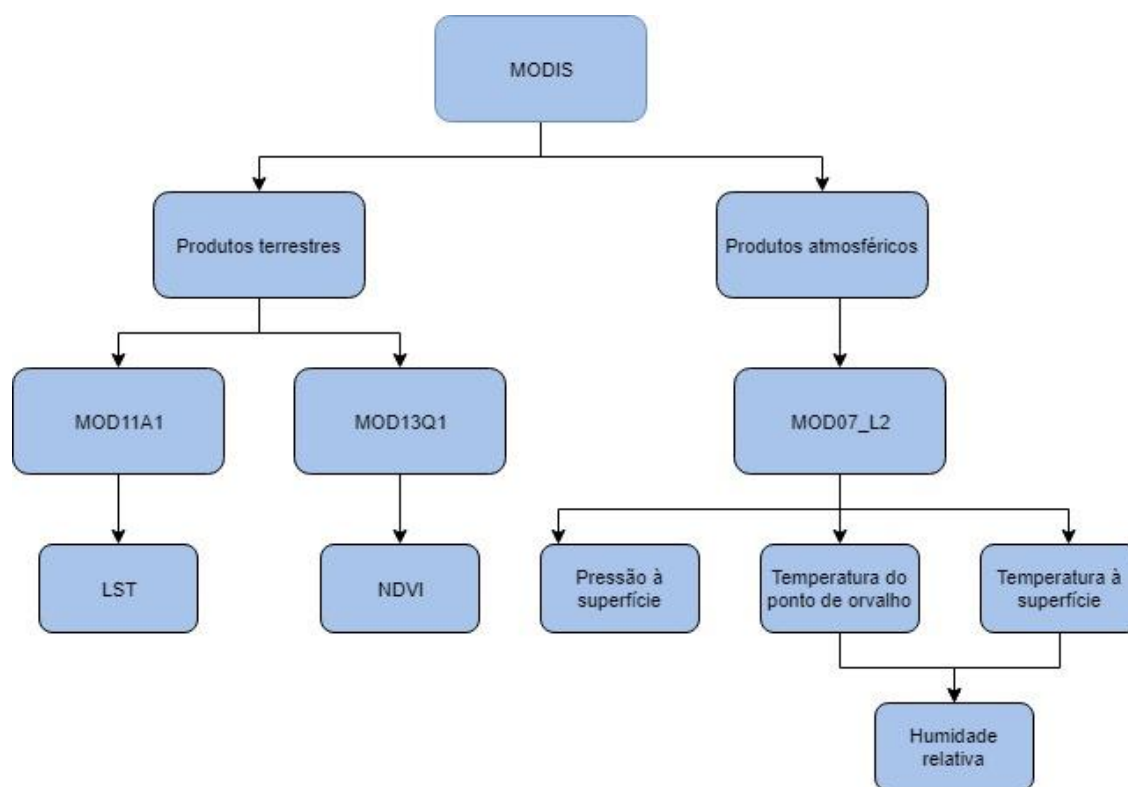 MODIS
Produtos terrestres
Produtos atmosféricos
MOD11A1
MOD13Q1
MOD07_L2
LST
NDVI
Pressão à
superfície
Temperatura do
ponto de orvalho
Temperatura à
superfície
Humidade
relativa